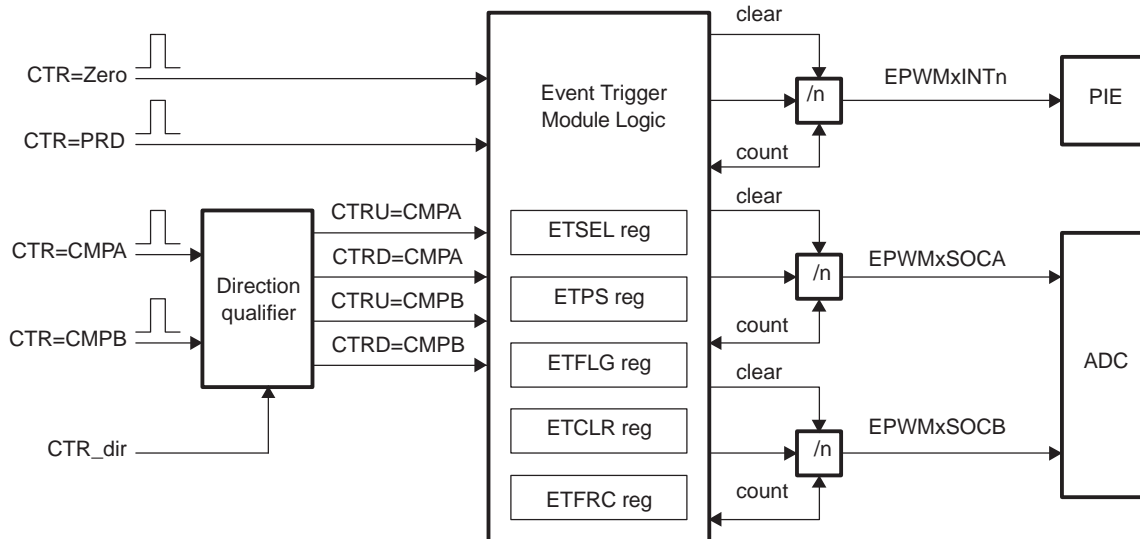 clear
CTR=Zero
Event Trigger
Module Logic
/n
EPWMxINTn
PIE
CTR=PRD
count
clear
CTRU=CMPA
ETSEL reg
CTR=CMPA
CTRD=CMPA
/n
EPWMxSOCA
Direction
qualifier
CTRU=CMPB
ETPS reg
count
CTR=CMPB
CTRD=CMPB
ETFLG reg
ADC
clear
CTR_dir
ETCLR reg
/n
EPWMxSOCB
count
ETFRC reg